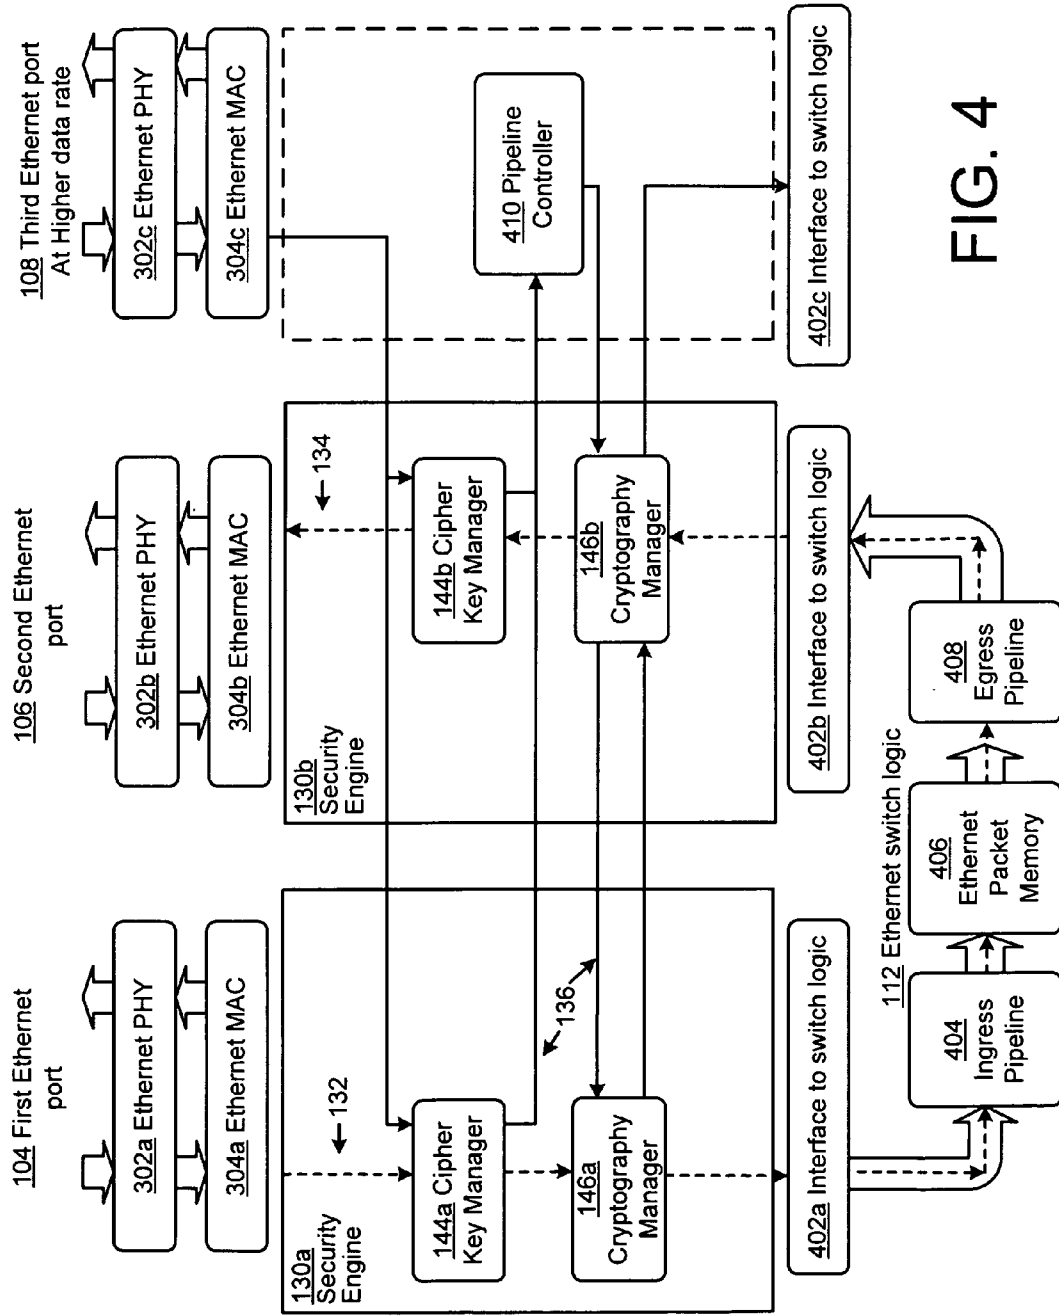 104 First Ethernet
port
106 Second Ethernet
port
108 Third Ethernet port
At Higher data rate
302a Ethernet PHY
302b Ethernet PHY
302c Ethernet PHY
304a Ethernet MAC
304b Ethernet MAC
304c Ethernet MAC
130a
Security
Engine
132
144a Cipher
Key Manager
136
146a
Cryptography
Manager
130b
Security
Engine
134
144b Cipher
Key Manager
146b
Cryptography
Manager
410 Pipeline
Controller
402a Interface to switch logic
402b Interface to switch logic
402c Interface to switch logic
112 Ethernet switch logic
404
Ingress
Pipeline
406
Ethernet
Packet
Memory
408
Egress
Pipeline
FIG. 4